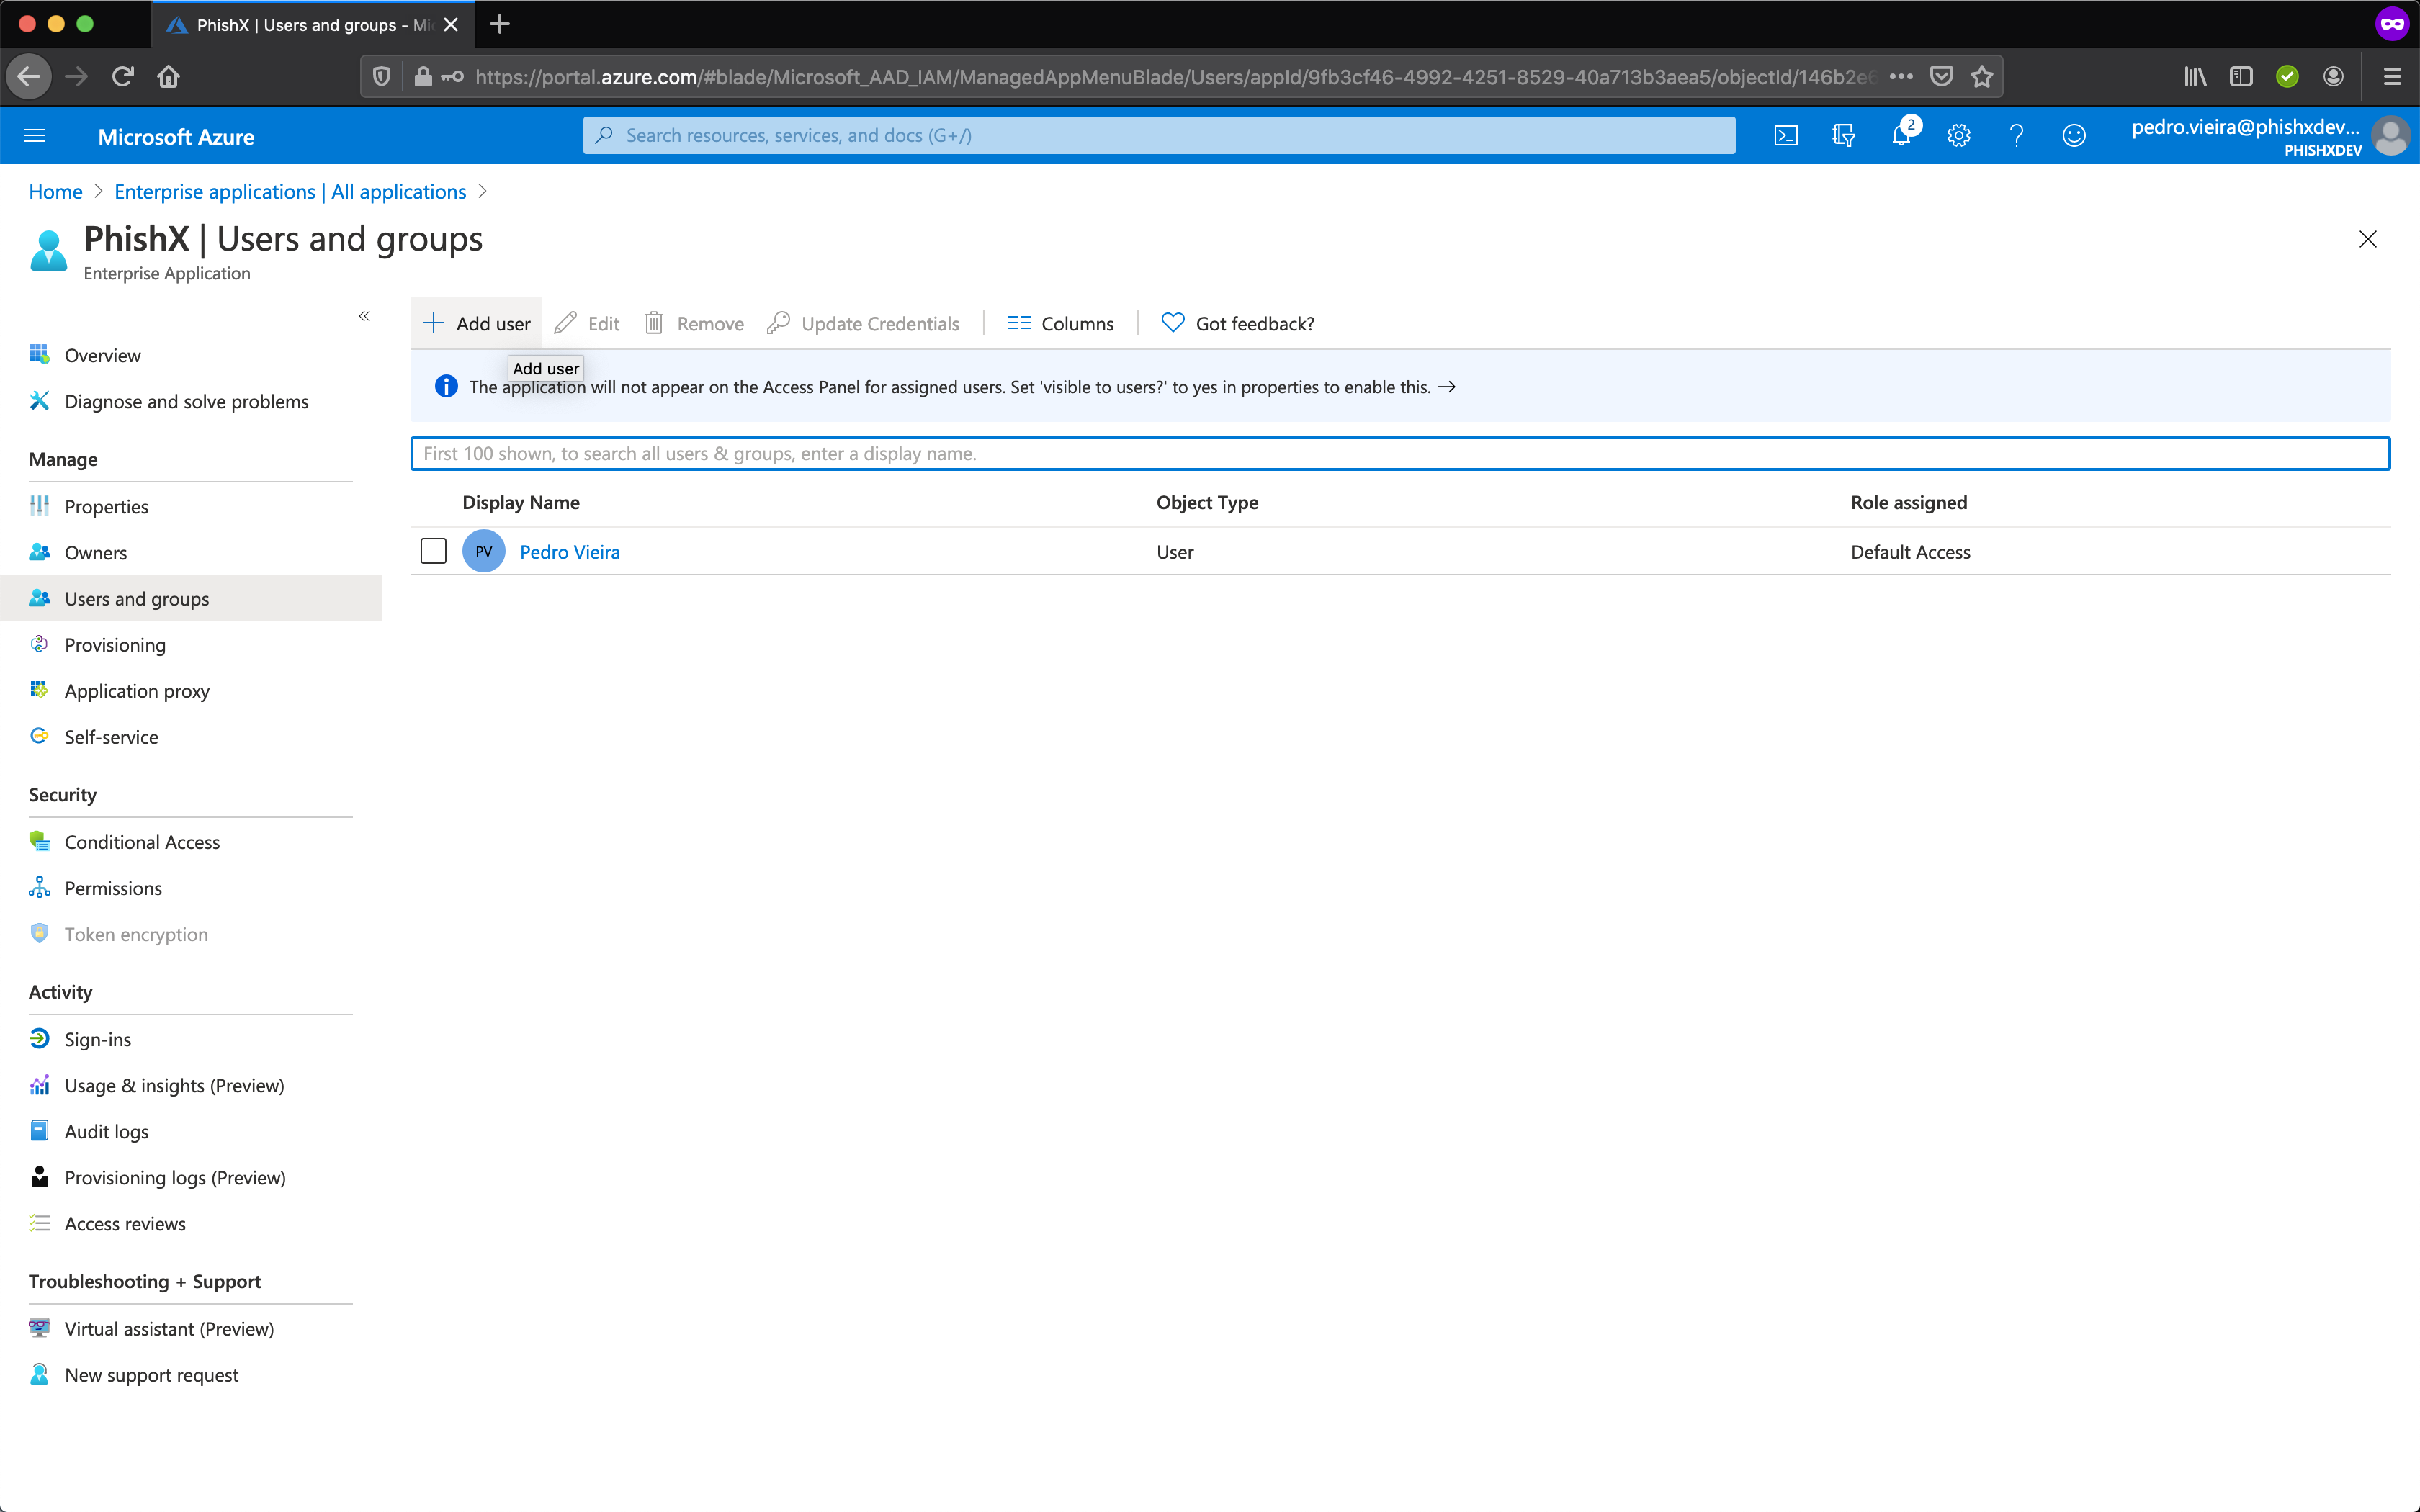 PhishX | Users and groups - Mi
https://portal.azure.com/#blade/Microsoft_AAD_IAM/ManagedAppMenuBlade/Users/appId/9fb3cf46-4992-4251-8529-40a713b3aea5/objectId/146b2e6
Microsoft Azure
Search resources, services, and docs (G+/)
2
pedro.vieira@phishxdev...
PHISHXDEV
Home > Enterprise applications | All applications >
PhishX | Users and groups
Enterprise Application
«
Add user
Edit
Remove
Update Credentials
Columns
Got feedback?
Add user
The application will not appear on the Access Panel for assigned users. Set 'visible to users?' to yes in properties to enable this. →
First 100 shown, to search all users & groups, enter a display name.
Display Name
Object Type
Role assigned
PV
Pedro Vieira
User
Default Access
Overview
Diagnose and solve problems
Manage
Properties
Owners
Users and groups
Provisioning
Application proxy
Self-service
Security
Conditional Access
Permissions
Token encryption
Activity
Sign-ins
Usage & insights (Preview)
Audit logs
Provisioning logs (Preview)
Access reviews
Troubleshooting + Support
Virtual assistant (Preview)
New support request